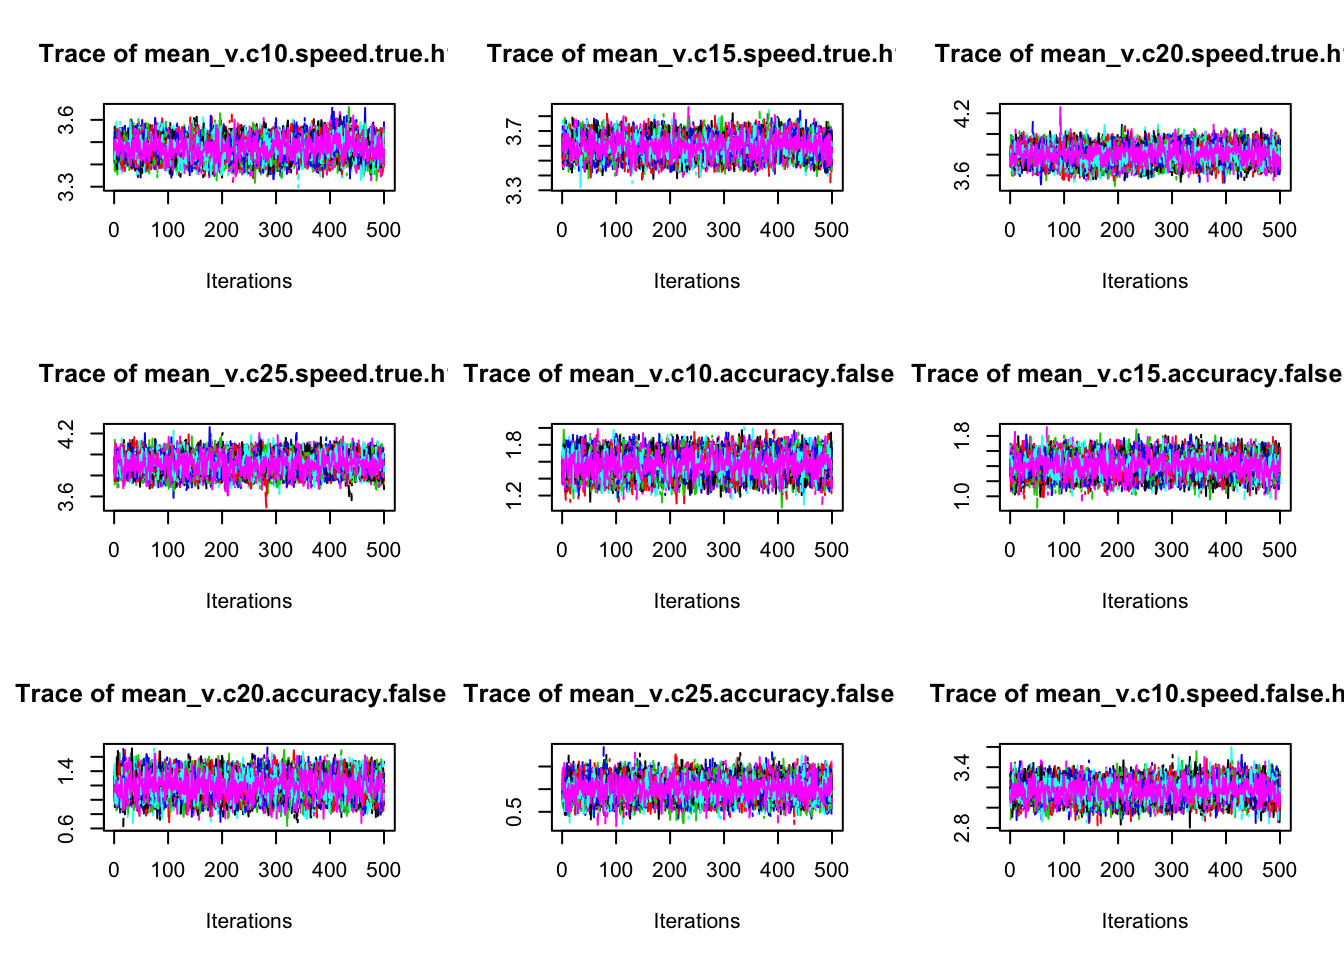 Trace of mean_v.c10.speed.true.h
3.3 3.6
0 100 200 300 400 500
Iterations
Trace of mean_v.c15.speed.true.h
3.3 3.7
0 100 200 300 400 500
Iterations
Trace of mean_v.c20.speed.true.h
3.6 4.2
0 100 200 300 400 500
Iterations
Trace of mean_v.c25.speed.true.h
3.6 4.2
0 100 200 300 400 500
Iterations
Trace of mean_v.c10.accuracy.false
1.2 1.8
0 100 200 300 400 500
Iterations
Trace of mean_v.c15.accuracy.false
1.0 1.8
0 100 200 300 400 500
Iterations
Trace of mean_v.c20.accuracy.false
0.6 1.4
0 100 200 300 400 500
Iterations
Trace of mean_v.c25.accuracy.false
0.5
0 100 200 300 400 500
Iterations
Trace of mean_v.c10.speed.false.h
2.8 3.4
0 100 200 300 400 500
Iterations